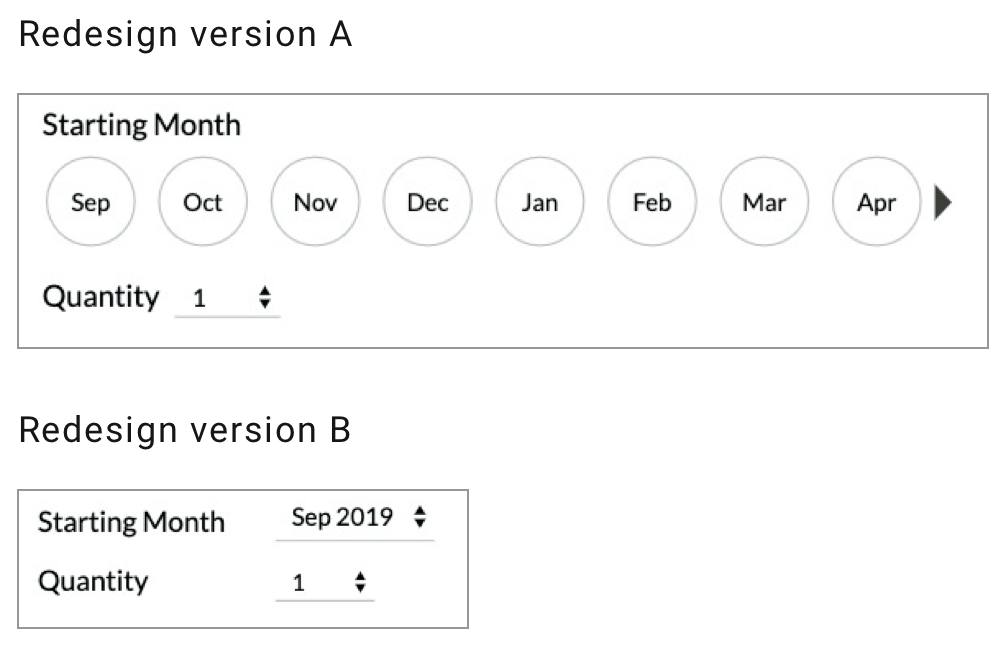 Redesign version A
Starting Month
Sep Oct Nov Dec Jan Feb Mar Apr
Quantity 1
Redesign version B
Starting Month Sep 2019
Quantity 1